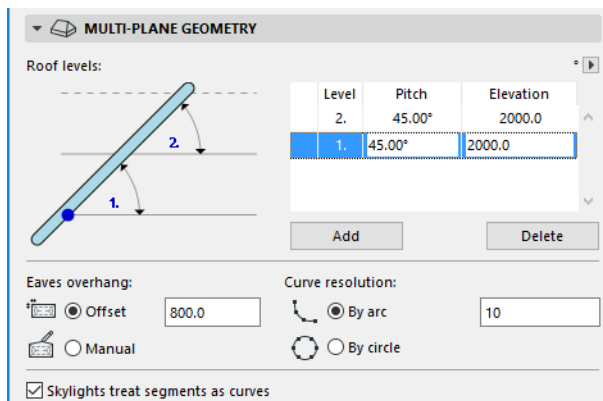 MULTI-PLANE GEOMETRY
Roof levels:
°
Level Pitch Elevation
2. 45.00° 2000.0
1. 45.00° 2000.0
2.
1.
Add Delete
Eaves overhang: Curve resolution:
Offset 800.0 By arc 10
Manual By circle
Skylights treat segments as curves